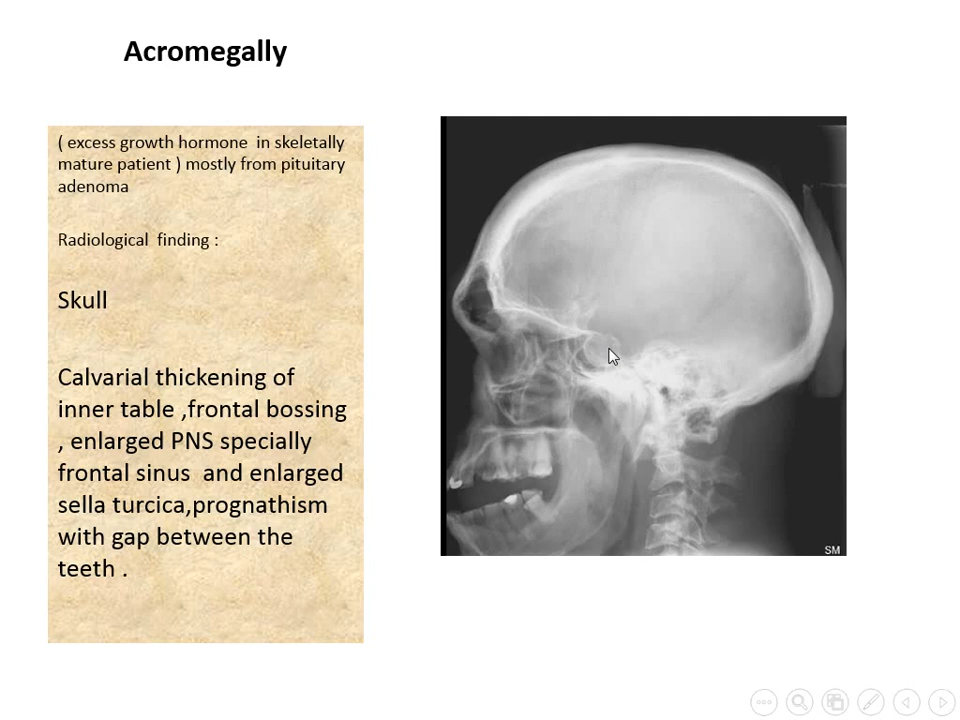 Acromegally
( excess growth hormone  in skeletally
mature patient ) mostly from pituitary
adenoma
Radiological  finding :
Skull
Calvarial thickening of
inner table ,frontal bossing
, enlarged PNS specially
frontal sinus  and enlarged
sella turcica,prognathism
with gap between the
teeth .
SM